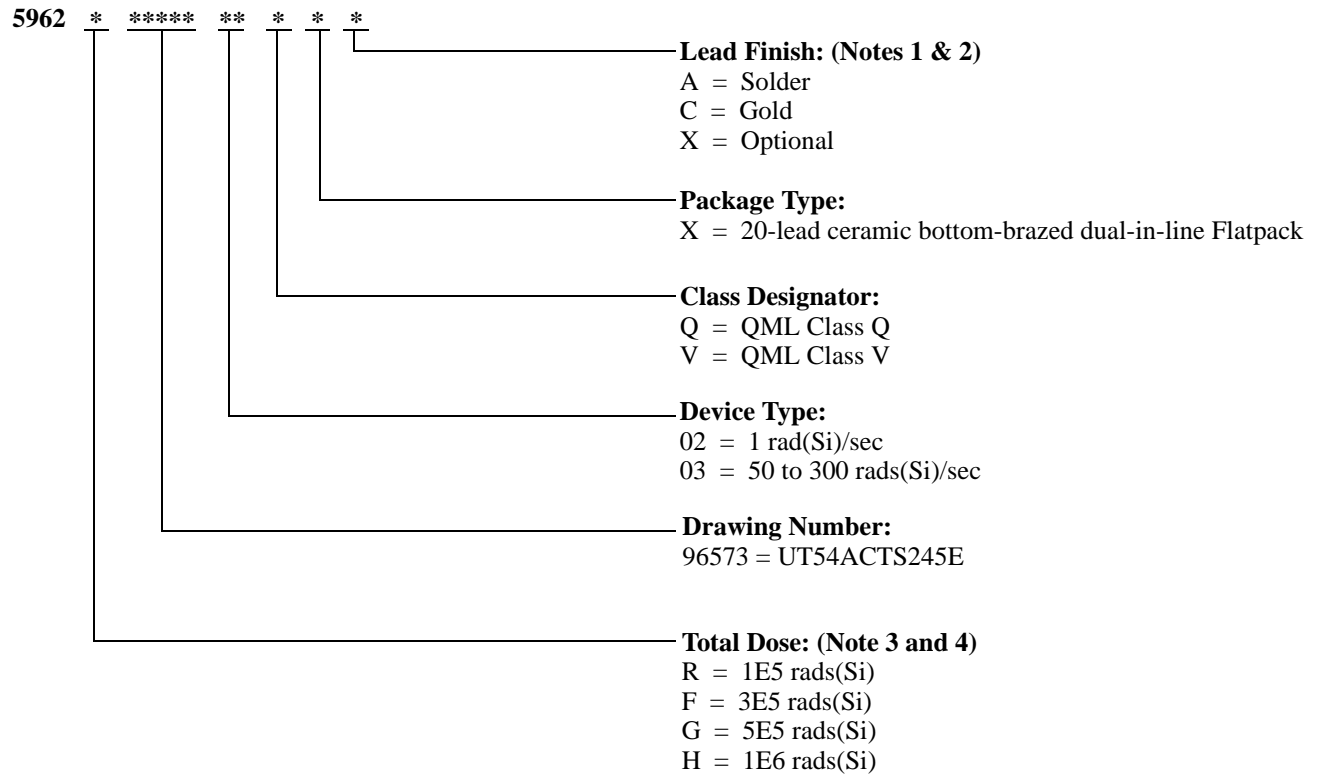 5962 * ***** ** * * *
Lead Finish: (Notes 1 & 2)
A = Solder
C = Gold
X = Optional
Package Type:
X = 20-lead ceramic bottom-brazed dual-in-line Flatpack
Class Designator:
Q = QML Class Q
V = QML Class V
Device Type:
02 = 1 rad(Si)/sec
03 = 50 to 300 rads(Si)/sec
Drawing Number:
96573 = UT54ACTS245E
Total Dose: (Note 3 and 4)
R = 1E5 rads(Si)
F = 3E5 rads(Si)
G = 5E5 rads(Si)
H = 1E6 rads(Si)